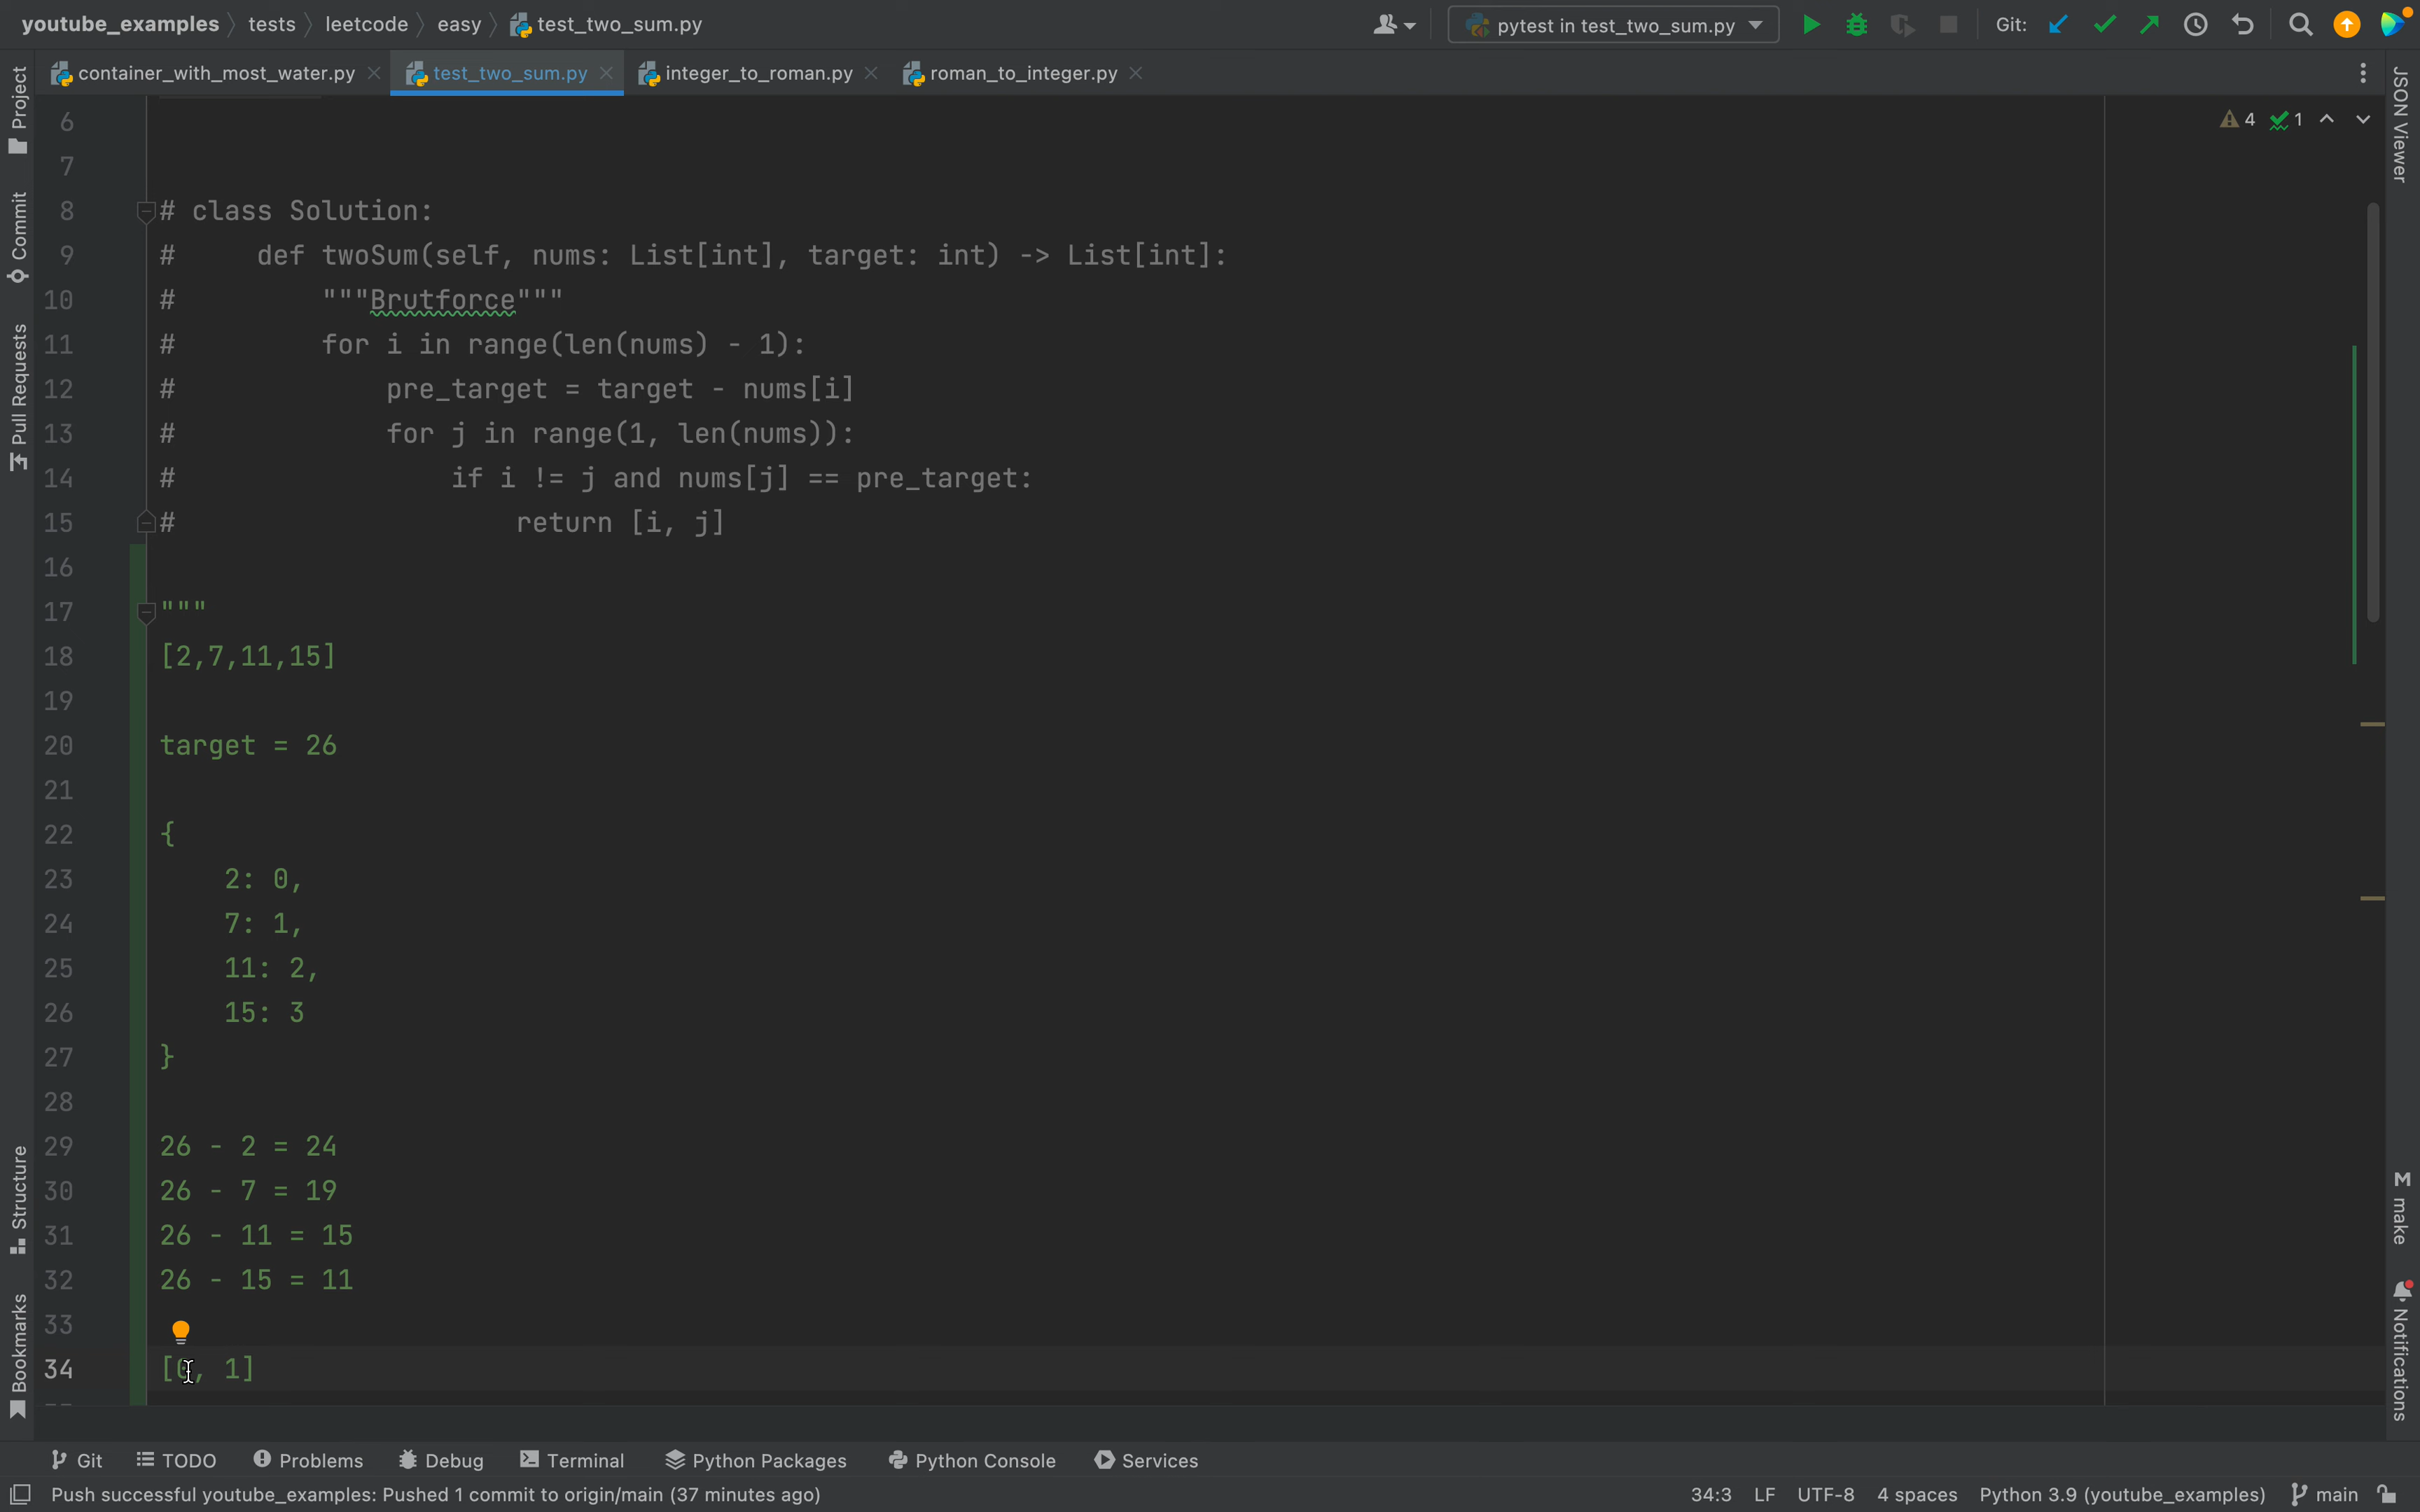 youtube_examples tests leetcode easy test_two_sum.py pytest in test_two_sum.py Git:
container_with_most_water.py test_two_sum.py integer_to_roman.py roman_to_integer.py
Project
Commit
Pull Requests
Structure
Bookmarks
6
7
8 # class Solution:
9 #     def twoSum(self, nums: List[int], target: int) -> List[int]:
10 #         """Brutforce"""
11 #         for i in range(len(nums) - 1):
12 #             pre_target = target - nums[i]
13 #             for j in range(1, len(nums)):
14 #                 if i != j and nums[j] == pre_target:
15 #                     return [i, j]
16
17 """
18 [2,7,11,15]
19
20 target = 26
21
22 {
23     2: 0,
24     7: 1,
25     11: 2,
26     15: 3
27 }
28
29 26 - 2 = 24
30 26 - 7 = 19
31 26 - 11 = 15
32 26 - 15 = 11
33
34 [0, 1]
4 1
JSON Viewer
M make
Notifications
Git TODO Problems Debug Terminal Python Packages Python Console Services
Push successful youtube_examples: Pushed 1 commit to origin/main (37 minutes ago) 34:3 LF UTF-8 4 spaces Python 3.9 (youtube_examples) main